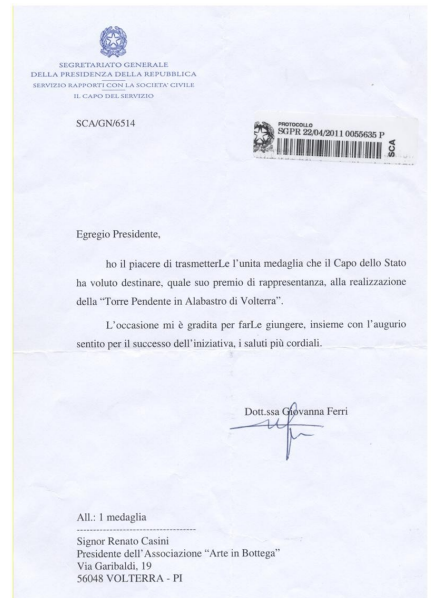 SEGRETARIATO GENERALE
DELLA PRESIDENZA DELLA REPUBBLICA
SERVIZIO RAPPORTI CON LA SOCIETA' CIVILE
IL CAPO DEL SERVIZIO
SCA/GN/6514
PROTOCOLLO
SGPR 22/04/2011 0055635 P
SCA
Egregio Presidente,
ho il piacere di trasmetterLe l'unita medaglia che il Capo dello Stato
ha voluto destinare, quale suo premio di rappresentanza, alla realizzazione
della "Torre Pendente in Alabastro di Volterra".
L'occasione mi è gradita per farLe giungere, insieme con l'augurio
sentito per il successo dell'iniziativa, i saluti più cordiali.
Dott.ssa Giovanna Ferri
All.: 1 medaglia
------------------------------------
Signor Renato Casini
Presidente dell'Associazione "Arte in Bottega"
Via Garibaldi, 19
56048 VOLTERRA - PI